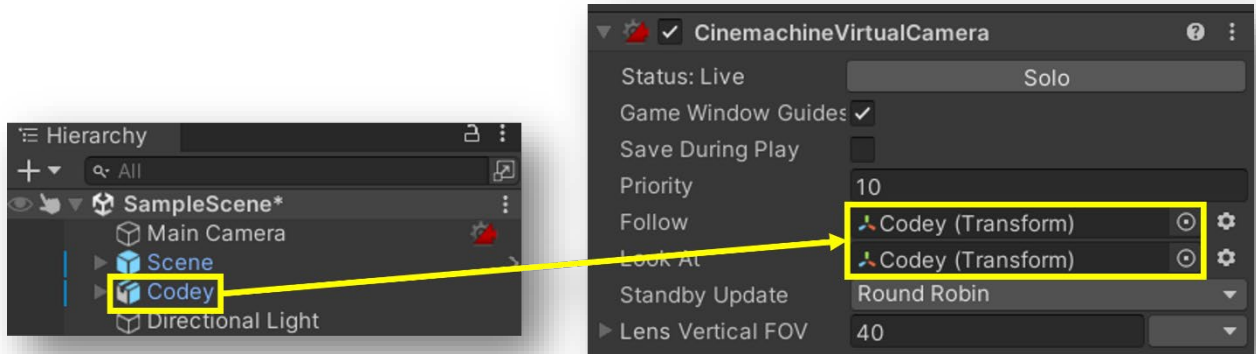 Hierarchy
All
SampleScene*
Main Camera
Scene
Codey
Directional Light
CinemachineVirtualCamera
Status: Live
Solo
Game Window Guides
Save During Play
Priority
10
Follow
Codey (Transform)
Look At
Codey (Transform)
Standby Update
Round Robin
Lens Vertical FOV
40